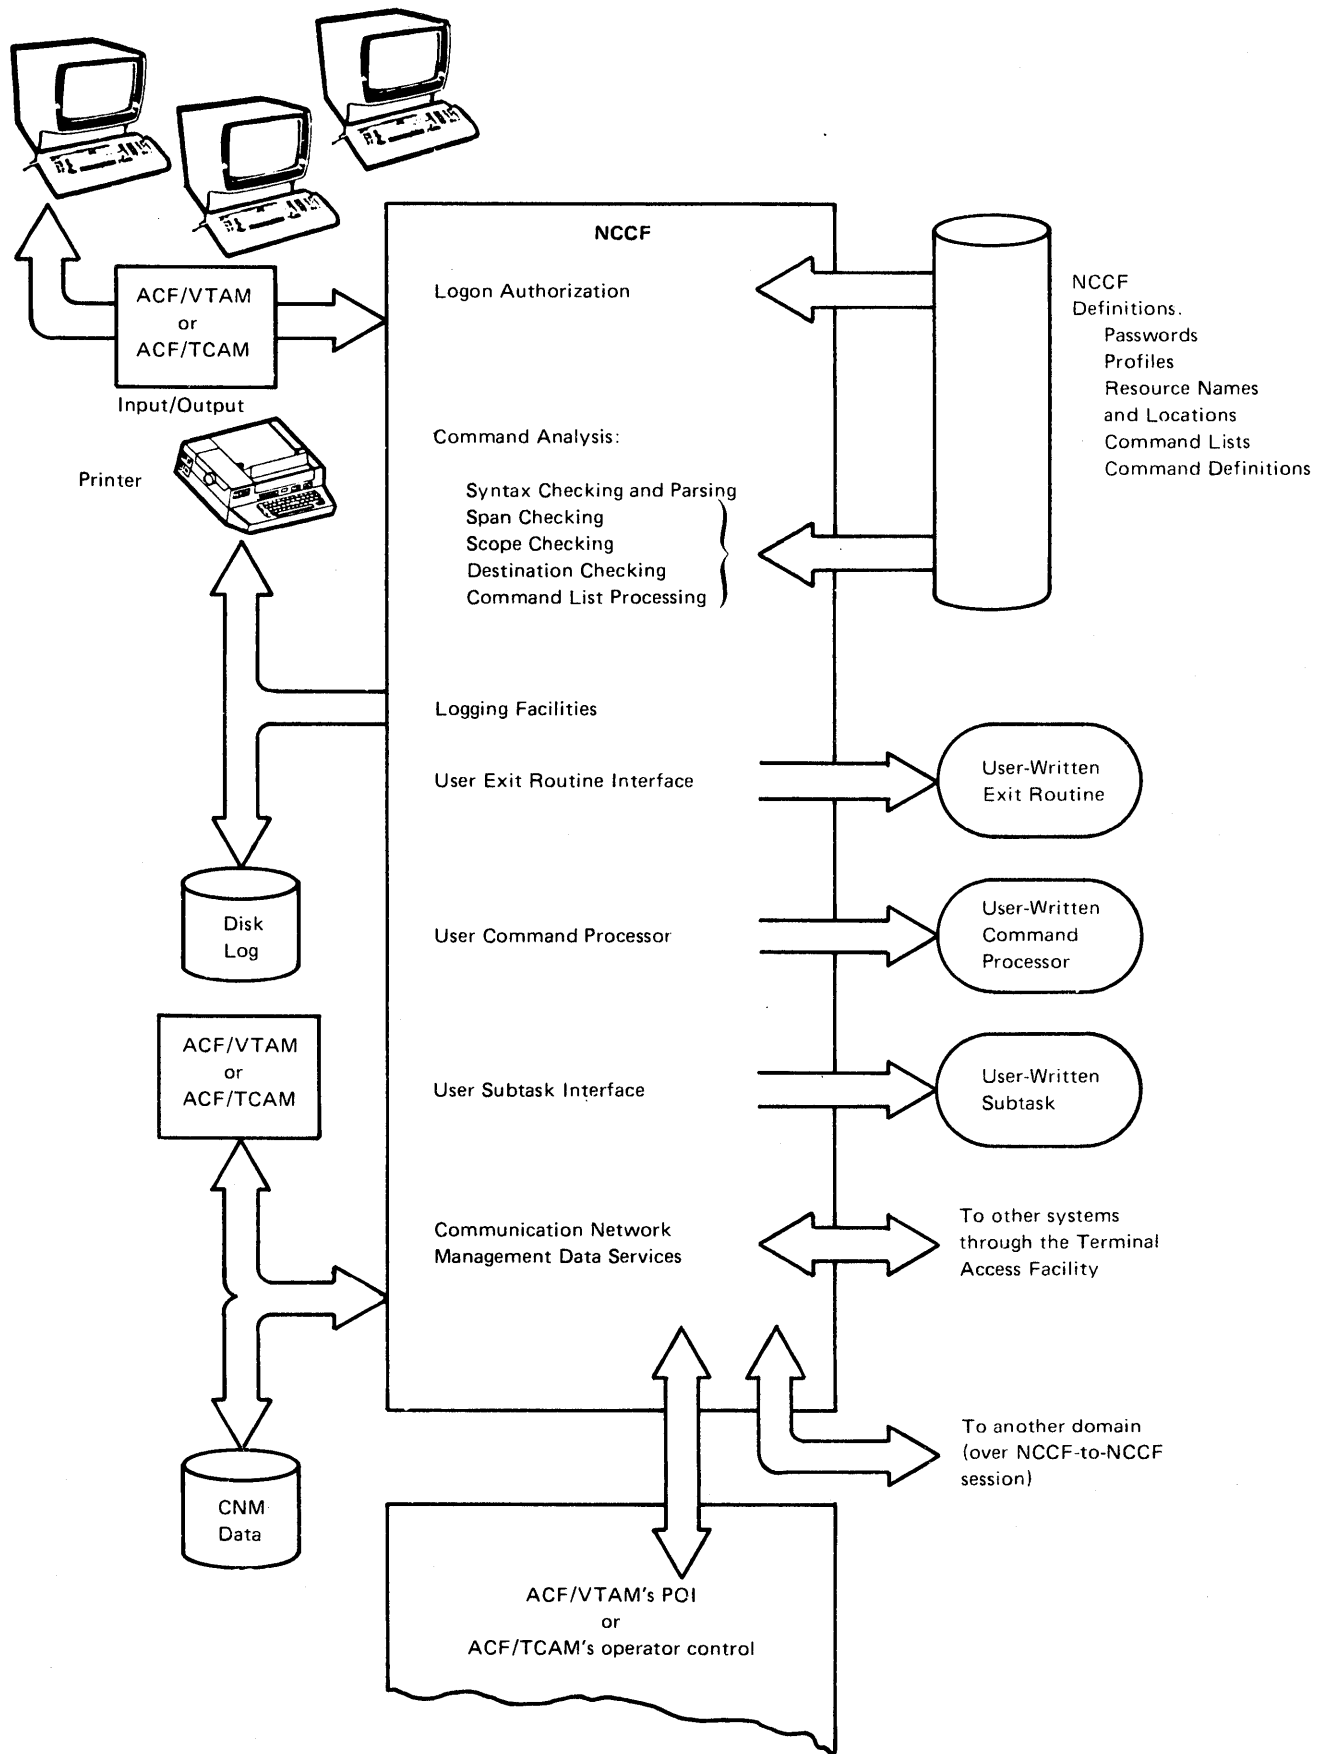 NCCF
ACF/VTAM
or
ACF/TCAM
Input/Output
Logon Authorization
NCCF
Definitions.
Passwords
Profiles
Resource Names
and Locations
Command Lists
Command Definitions
Printer
Command Analysis:
Syntax Checking and Parsing
Span Checking
Scope Checking
Destination Checking
Command List Processing
Logging Facilities
User Exit Routine Interface
User-Written
Exit Routine
Disk
Log
User Command Processor
User-Written
Command
Processor
ACF/VTAM
or
ACF/TCAM
User Subtask Interface
User-Written
Subtask
Communication Network
Management Data Services
To other systems
through the Terminal
Access Facility
To another domain
(over NCCF-to-NCCF
session)
CNM
Data
ACF/VTAM's POI
or
ACF/TCAM's operator control